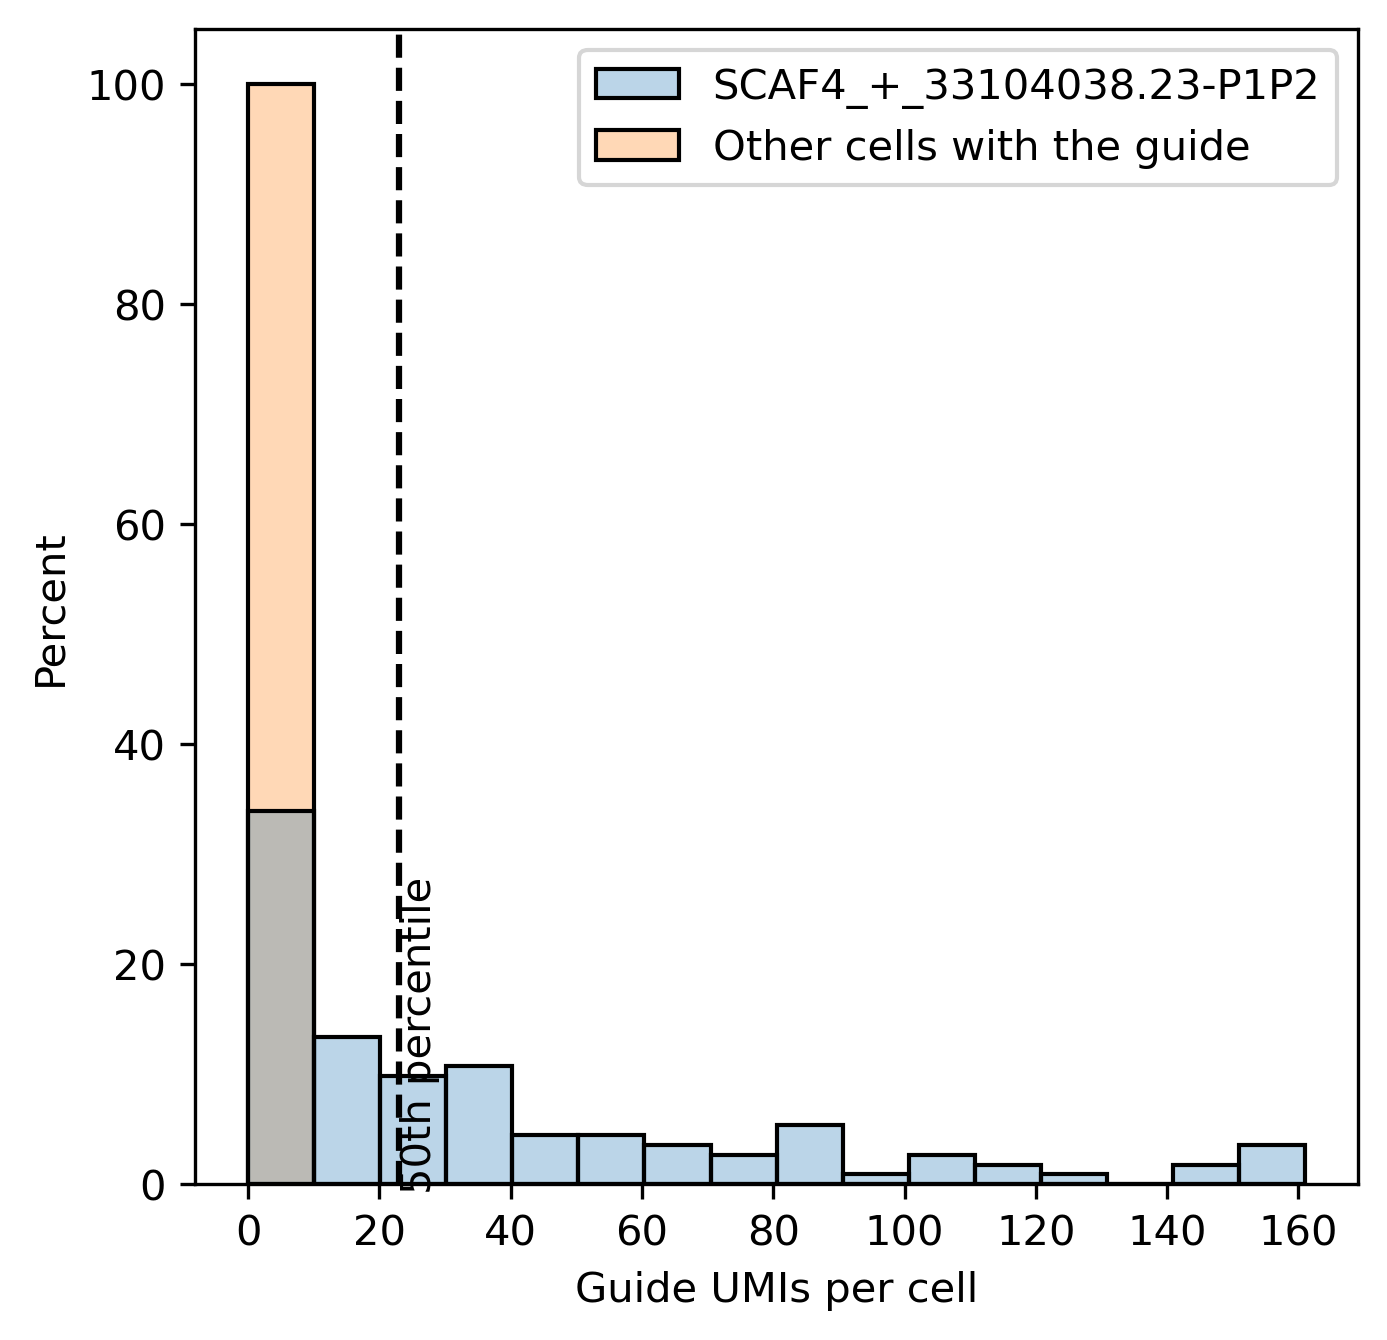 SCAF4_+_33104038.23-P1P2
Other cells with the guide
100
80
60
40
20
0
Percent
50th percentile
0 20 40 60 80 100 120 140 160
Guide UMIs per cell